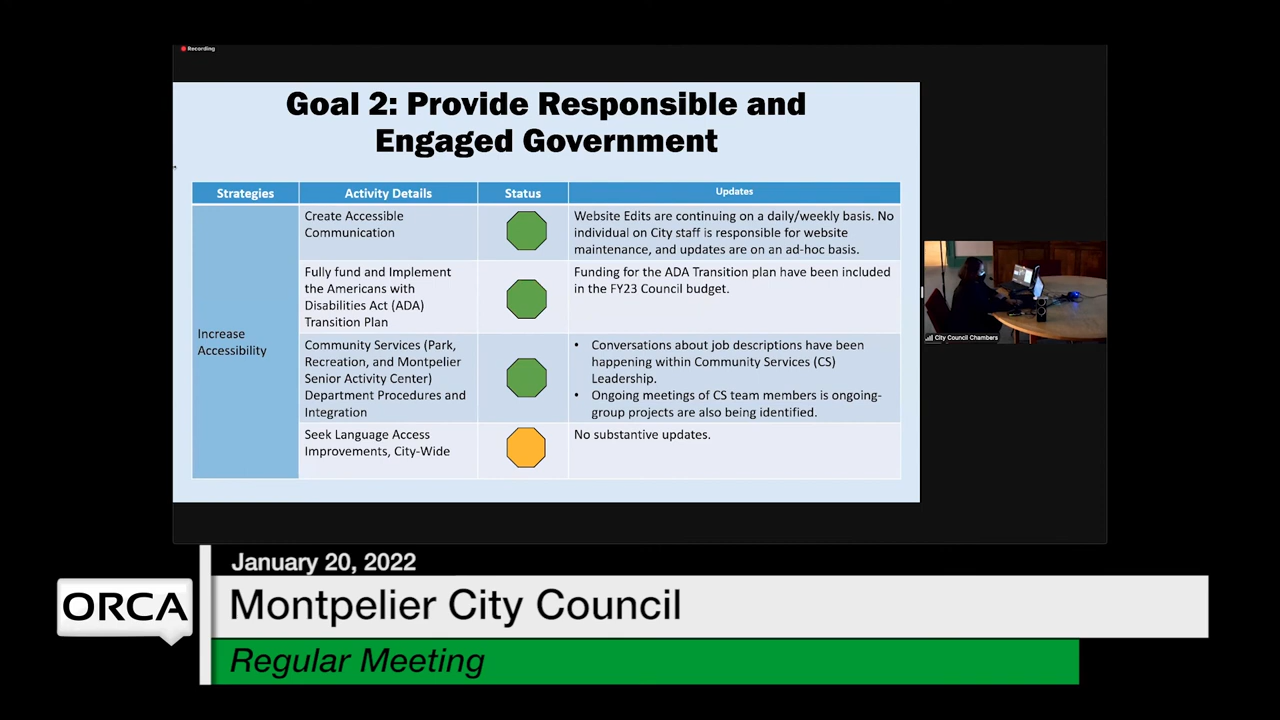 Recording
Goal 2: Provide Responsible and
Engaged Government
Strategies
Activity Details
Status
Updates
Increase
Accessibility
Create Accessible
Communication
Website Edits are continuing on a daily/weekly basis. No
individual on City staff is responsible for website
maintenance, and updates are on an ad-hoc basis.
Fully fund and Implement
the Americans with
Disabilities Act (ADA)
Transition Plan
Funding for the ADA Transition plan have been included
in the FY23 Council budget.
Community Services (Park,
Recreation, and Montpelier
Senior Activity Center)
Department Procedures and
Integration
• Conversations about job descriptions have been
happening within Community Services (CS)
Leadership.
• Ongoing meetings of CS team members is ongoing-
group projects are also being identified.
Seek Language Access
Improvements, City-Wide
No substantive updates.
City Council Chambers
January 20, 2022
ORCA
Montpelier City Council
Regular Meeting